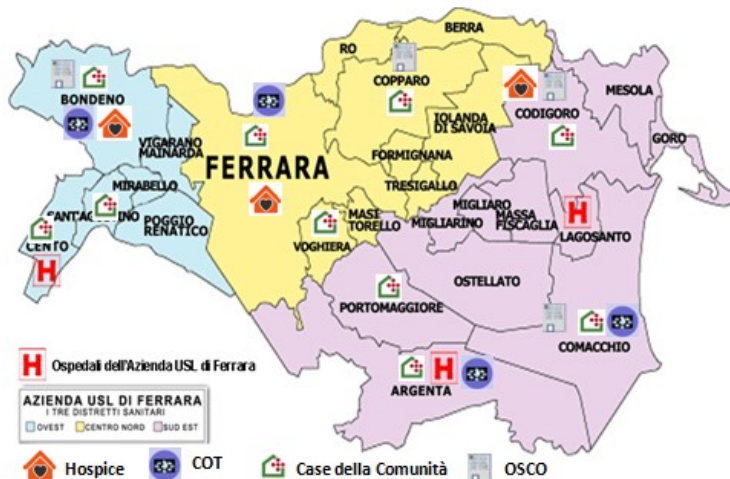 BERRA
RO
COPPARO
MESOLA
BONDENO
CODIGORO
GORO
IOLANDA
DI SAVOIA
VIGARANO
MAINARDA
FERRARA
FORMIGNANA
TRESIGALLO
MIRABELLO
MASI
TORELLO
MIGLIARO
MIGLIARINO
MASSA
FISCAGLIA
H
LAGOSANTO
POGGIO
RENATICO
CENTO
VOGHIERA
H
OSTELLATO
PORTOMAGGIORE
COMACCHIO
H
ARGENTA
H Ospedali dell'Azienda USL di Ferrara
AZIENDA USL DI FERRARA
I TRE DISTRETTI SANITARI
OVEST CENTRO NORD SUD EST
Hospice COT Case della Comunità OSCO